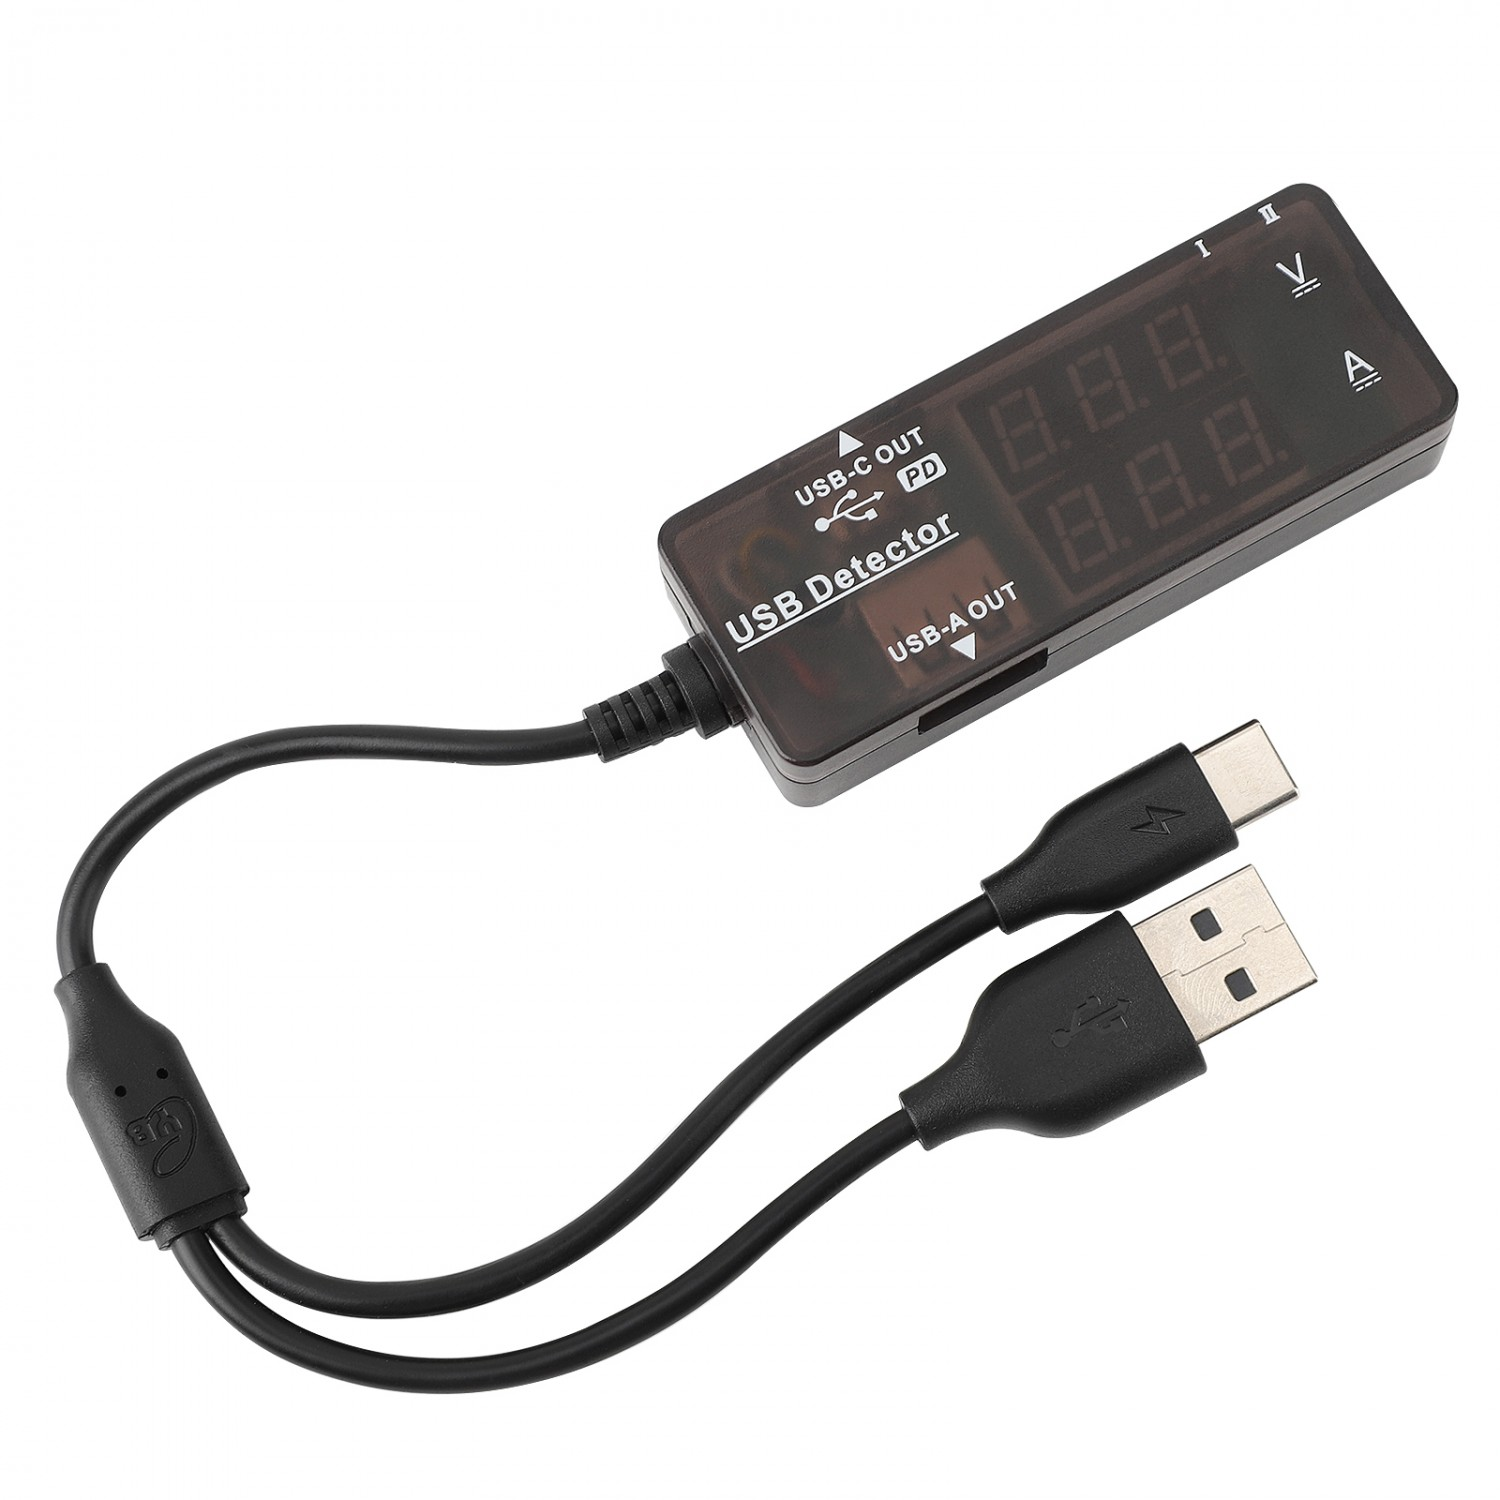 I II
V
A
USB-C OUT
PD
USB Detector
USB-A OUT